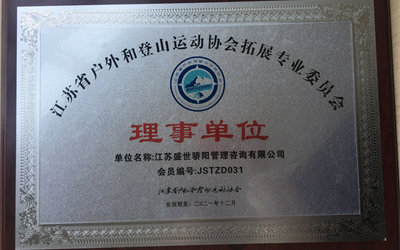 江苏省户外和登山运动协会拓展专业委员会
理事单位
单位名称:江苏盛世骄阳管理咨询有限公司
会员编号:JSTZD031
江苏省户外和登山运动协会
有效期至:二〇二一年十二月